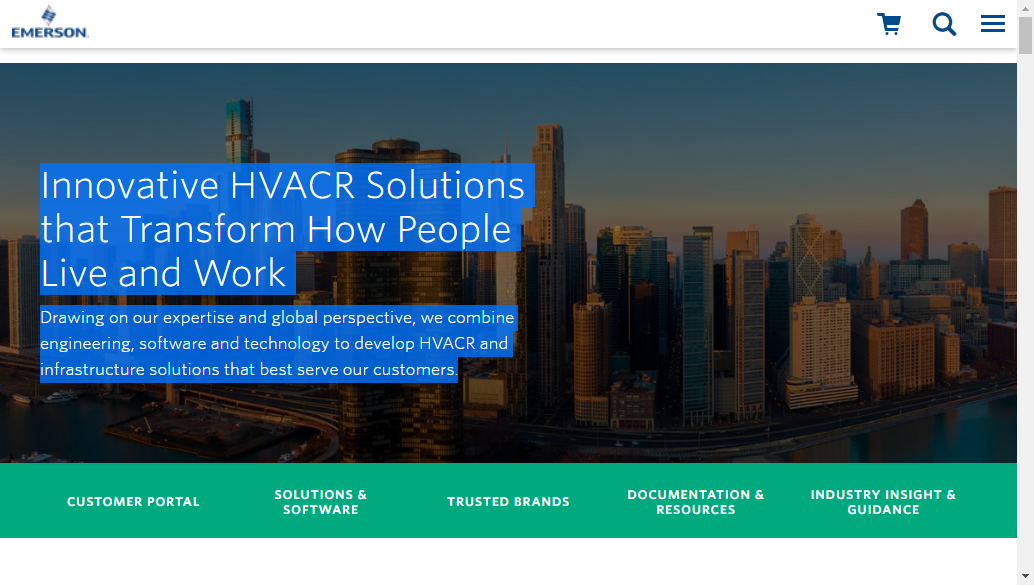 EMERSON
Innovative HVACR Solutions
that Transform How People
Live and Work
Drawing on our expertise and global perspective, we combine
engineering, software and technology to develop HVACR and
infrastructure solutions that best serve our customers.
CUSTOMER PORTAL
SOLUTIONS &
SOFTWARE
TRUSTED BRANDS
DOCUMENTATION &
RESOURCES
INDUSTRY INSIGHT &
GUIDANCE